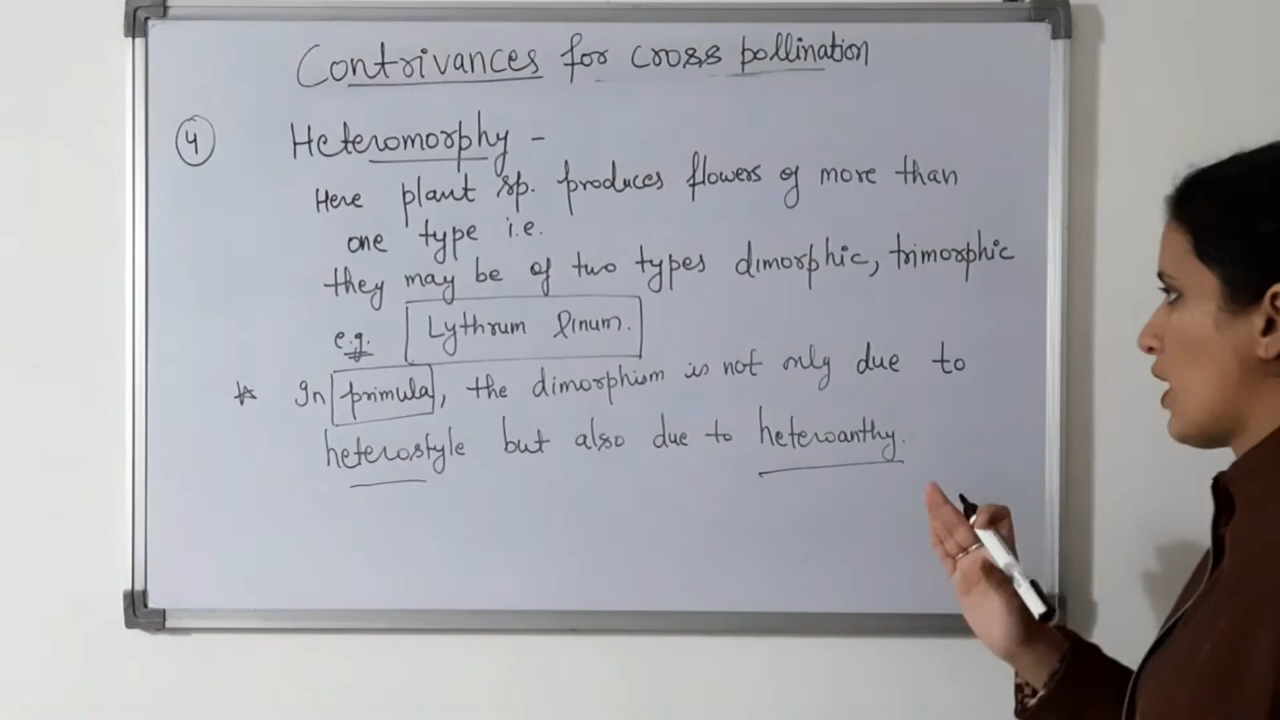 Contrivances for cross pollination
4 Heteromorphy -
Here plant sp. produces flowers of more than
one type i.e.
they may be of two types dimorphic, trimorphic
e.g. Lythrum linum.
* In primula, the dimorphism is not only due to
heterostyle but also due to heteroanthy.